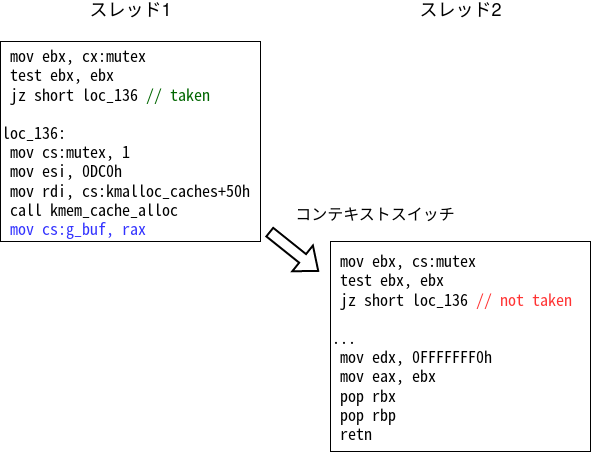 スレッド1
mov ebx, cx:mutex
test ebx, ebx
jz short loc_136 // taken
loc_136:
mov cs:mutex, 1
mov esi, 0DC0h
mov rdi, cs:kmalloc_caches+50h
call kmem_cache_alloc
mov cs:g_buf, rax
コンテキストスイッチ
スレッド2
mov ebx, cs:mutex
test ebx, ebx
jz short loc_136 // not taken
...
mov edx, 0FFFFFFF0h
mov eax, ebx
pop rbx
pop rbp
retn